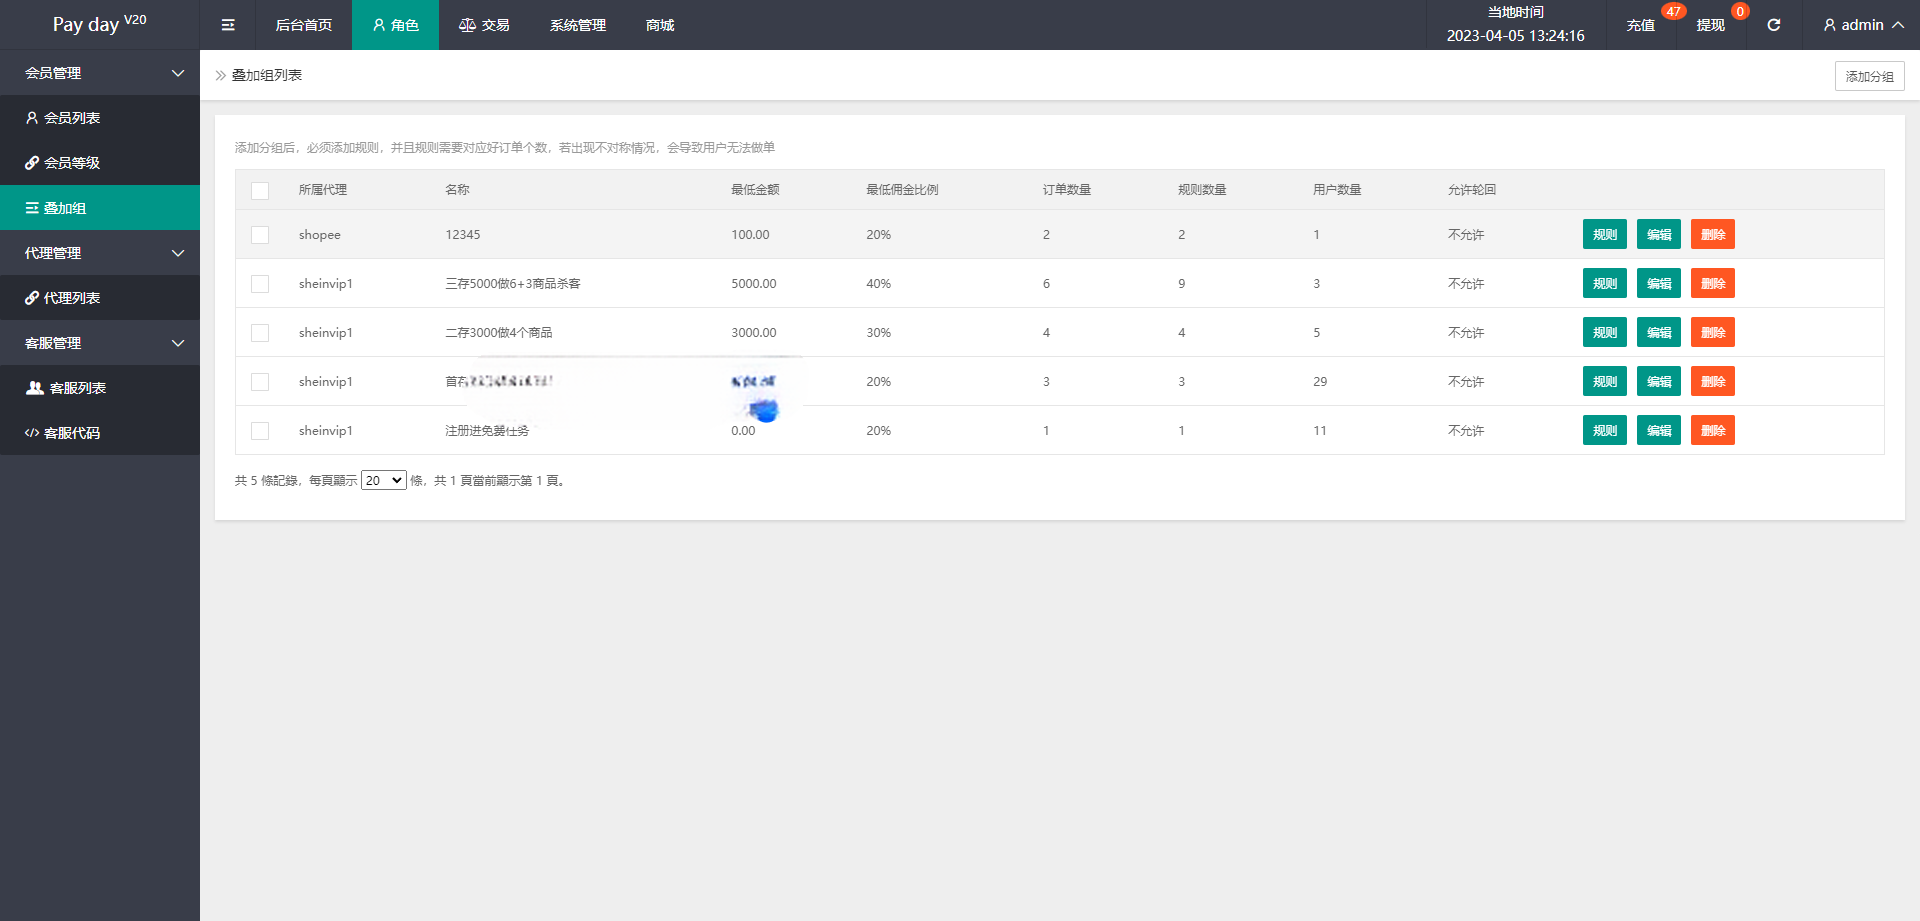 Pay day V20
后台首页
角色
交易
系统管理
商城
当地时间
2023-04-05 13:24:16
充值 47
提现 0
admin
会员管理
会员列表
会员等级
叠加组
代理管理
代理列表
客服管理
客服列表
客服代码
叠加组列表
添加分组
添加分组后，必须添加规则，并且规则需要对应好订单个数，若出现不对称情况，会导致用户无法做单
所属代理 名称 最低金额 最低佣金比例 订单数量 规则数量 用户数量 允许轮回
shopee 12345 100.00 20% 2 2 1 不允许 规则 编辑 删除
sheinvip1 三存5000做6+3商品杀客 5000.00 40% 6 9 3 不允许 规则 编辑 删除
sheinvip1 二存3000做4个商品 3000.00 30% 4 4 5 不允许 规则 编辑 删除
sheinvip1 首 20% 3 3 29 不允许 规则 编辑 删除
sheinvip1 注册进免费任务 0.00 20% 1 1 11 不允许 规则 编辑 删除
共 5 條記錄，每頁顯示 20 條，共 1 頁當前顯示第 1 頁。